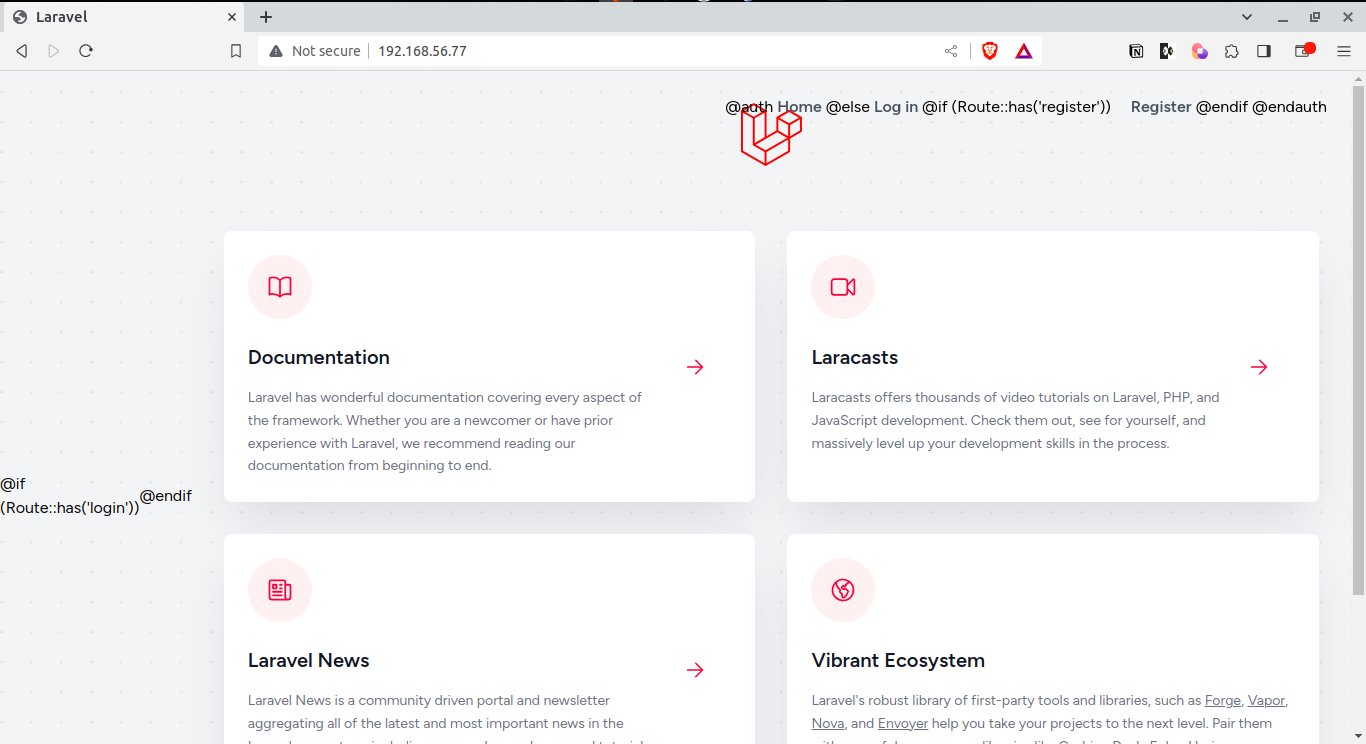 Laravel
Not secure 192.168.56.77
@auth Home @else Log in @if (Route::has('register')) Register @endif @endauth
Documentation
Laravel has wonderful documentation covering every aspect of
the framework. Whether you are a newcomer or have prior
experience with Laravel, we recommend reading our
documentation from beginning to end.
Laracasts
Laracasts offers thousands of video tutorials on Laravel, PHP, and
JavaScript development. Check them out, see for yourself, and
massively level up your development skills in the process.
@if
(Route::has('login'))
@endif
Laravel News
Laravel News is a community driven portal and newsletter
aggregating all of the latest and most important news in the
Vibrant Ecosystem
Laravel's robust library of first-party tools and libraries, such as Forge, Vapor,
Nova, and Envoyer help you take your projects to the next level. Pair them